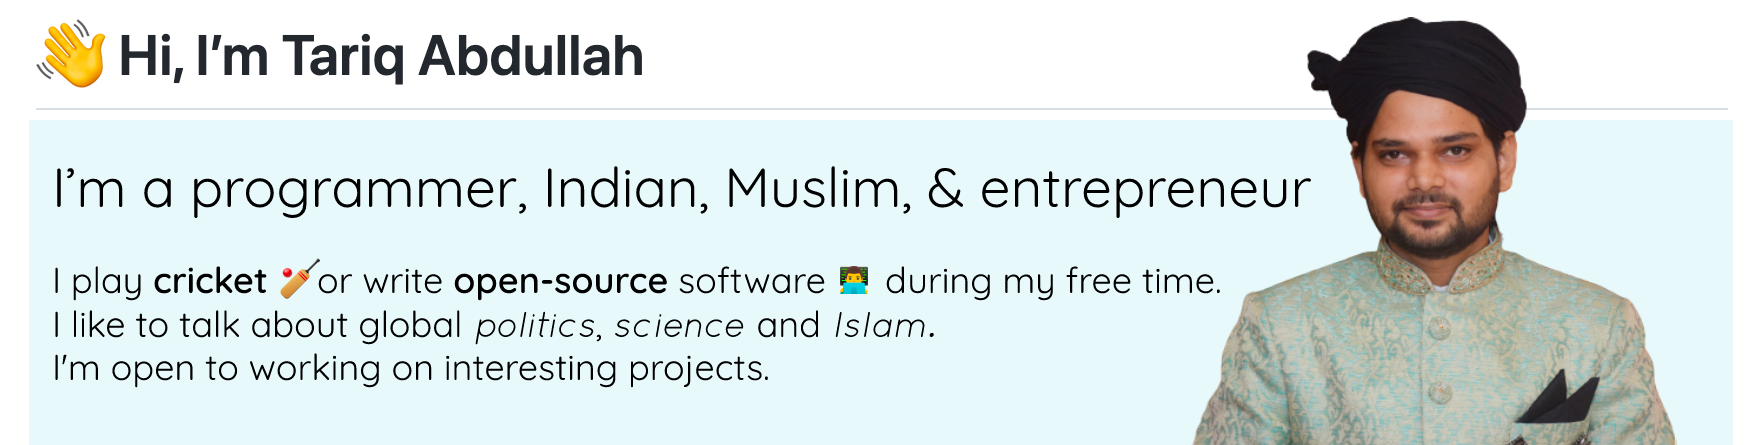 👋 Hi, I’m Tariq Abdullah
I’m a programmer, Indian, Muslim, & entrepreneur
I play cricket 🏏or write open-source software 👨‍💻 during my free time.
I like to talk about global politics, science and Islam.
I'm open to working on interesting projects.